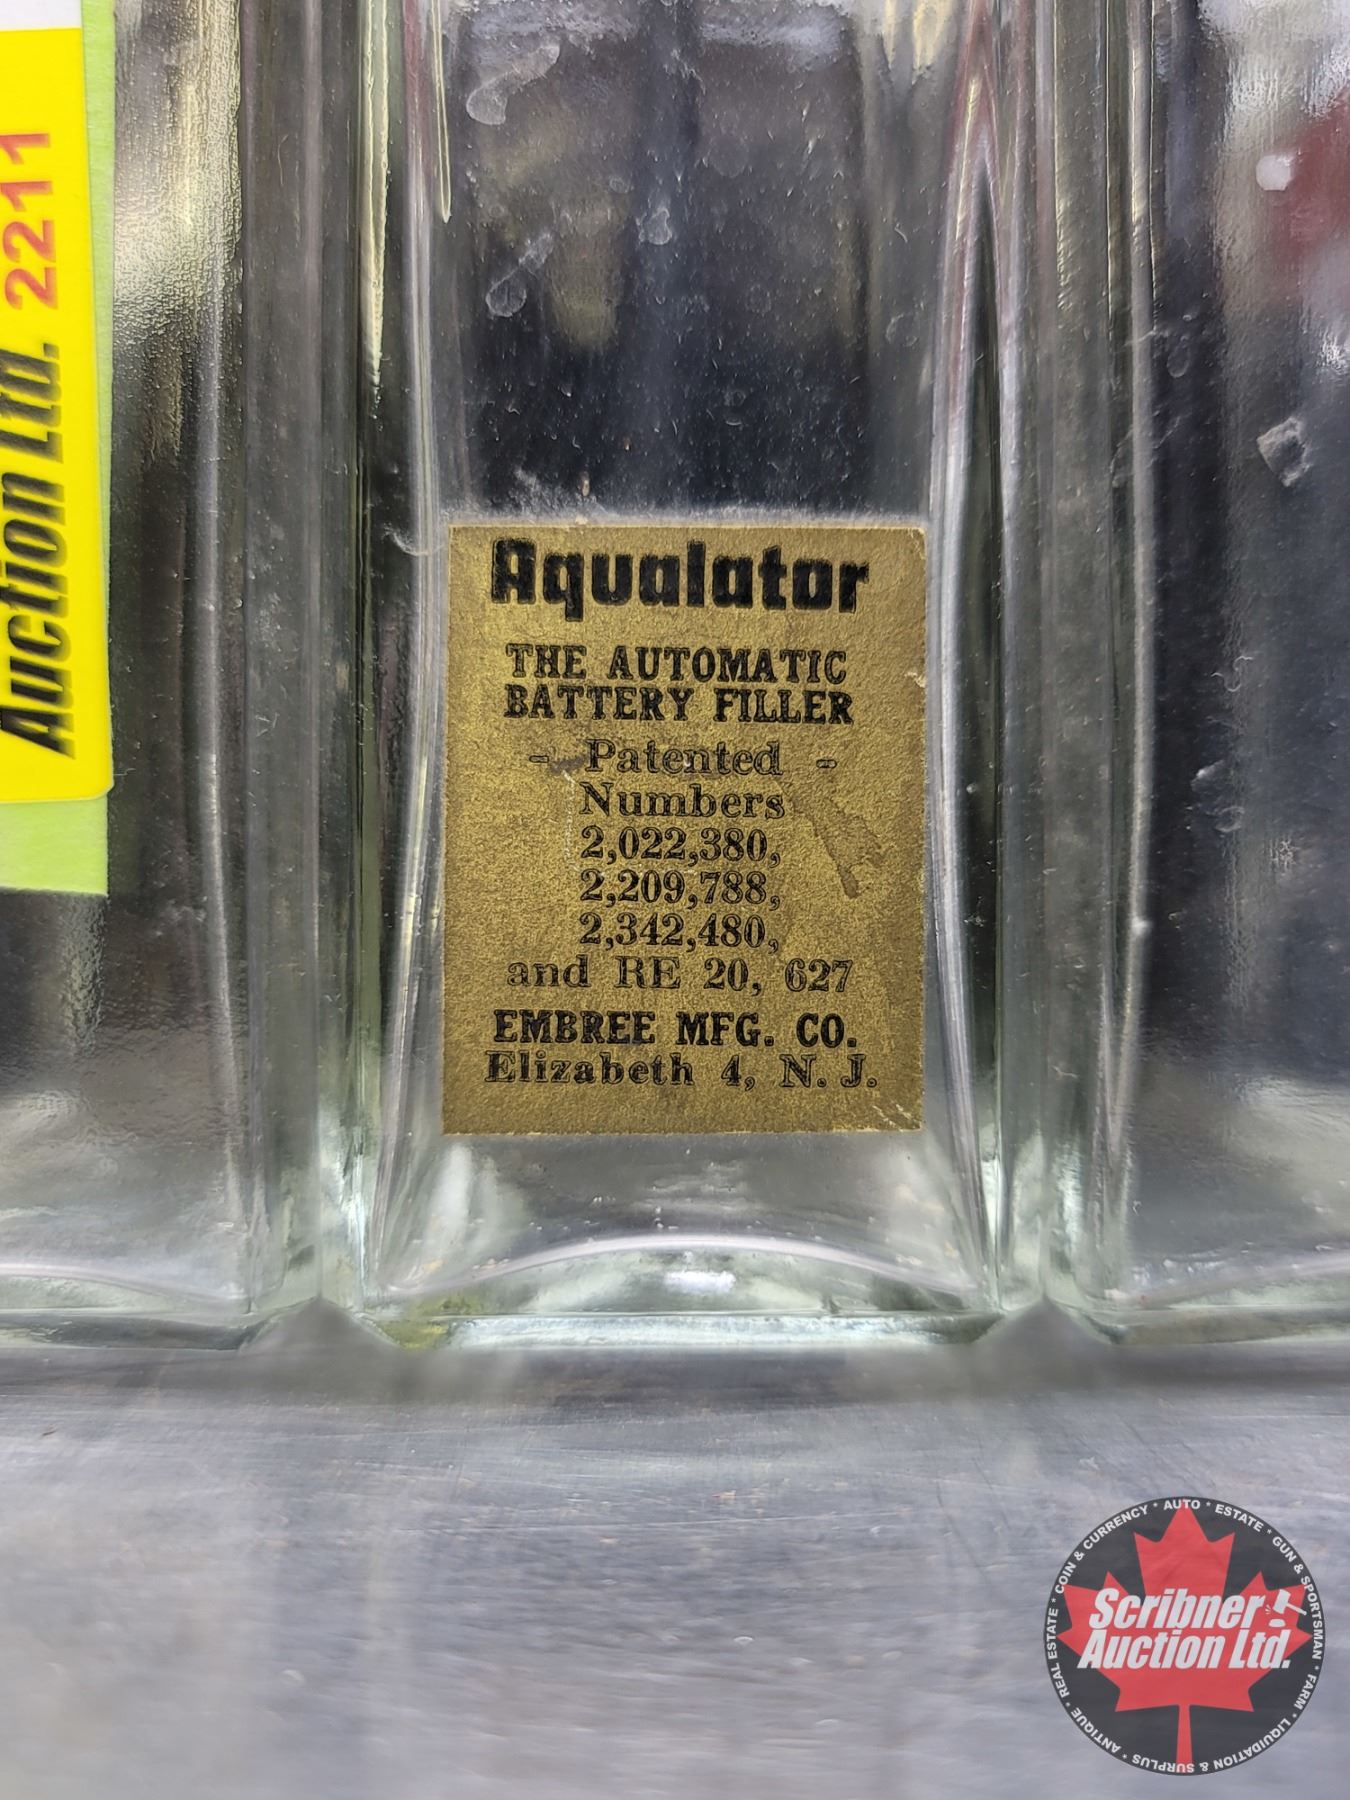 Auction Ltd. 2211
Aqualator
THE AUTOMATIC
BATTERY FILLER
- Patented -
Numbers
2,022,380,
2,209,788,
2,342,480,
and RE 20, 627
EMBREE MFG. CO.
Elizabeth 4, N. J.
COIN & CURRENCY * AUTO * ESTATE * GUN & SPORTSMAN * FARM * LIQUIDATION & SURPLUS * ANTIQUE * REAL ESTATE *
Scribner
Auction Ltd.